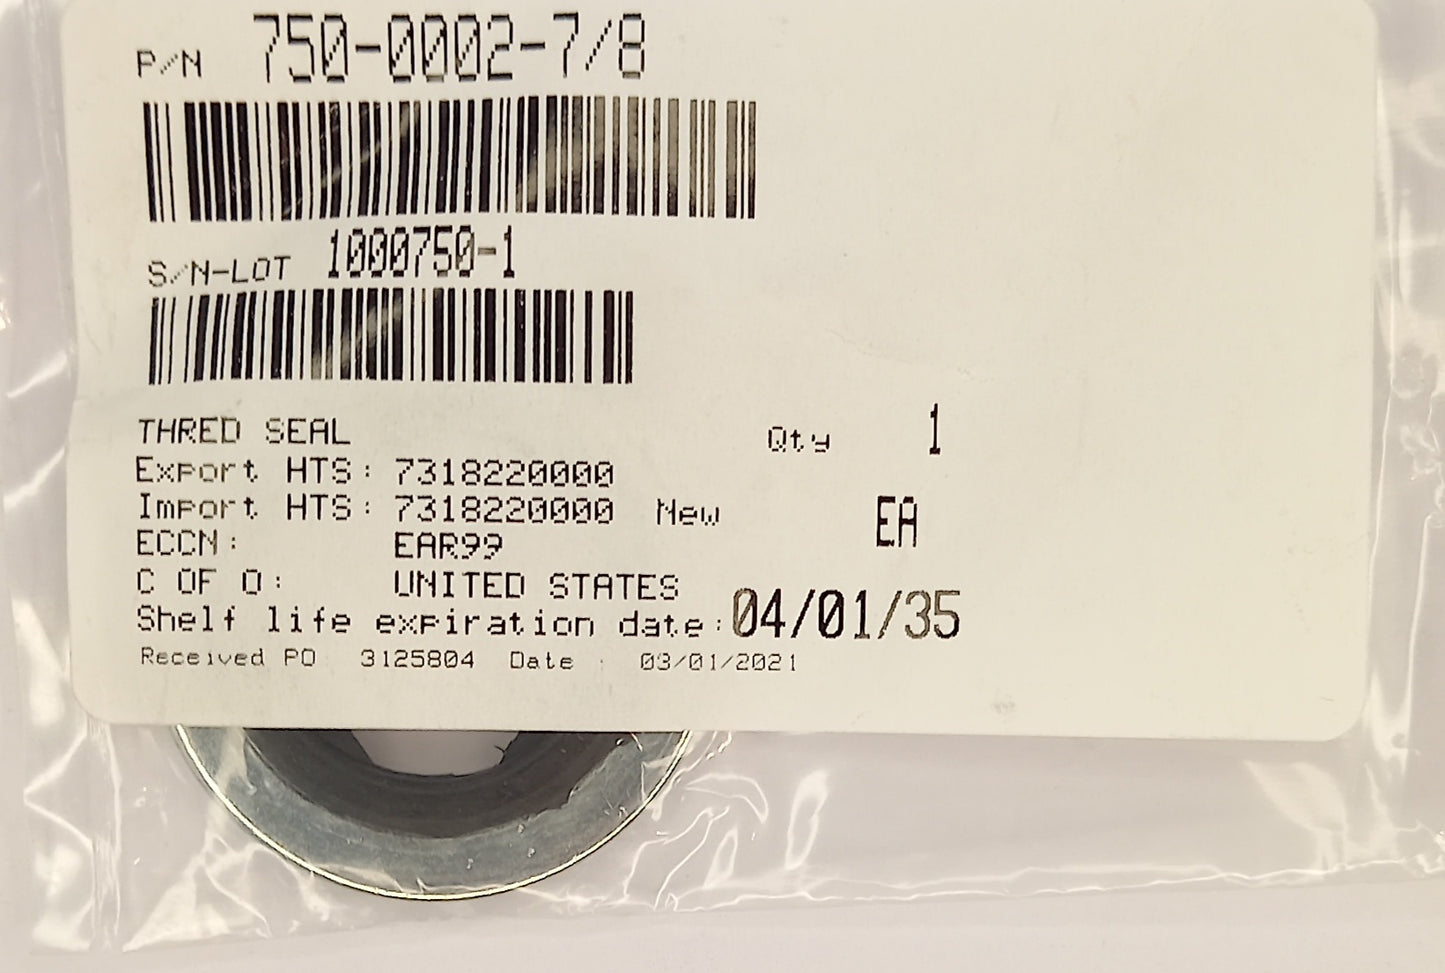 P/N 750-0002-7/8
S/N-LOT 1000750-1
THRED SEAL Qty 1
Export HTS: 7318220000
Import HTS: 7318220000 New EA
ECCN: EAR99
C OF O: UNITED STATES
Shelf life expiration date: 04/01/35
Received PO 3125804 Date : 03/01/2021